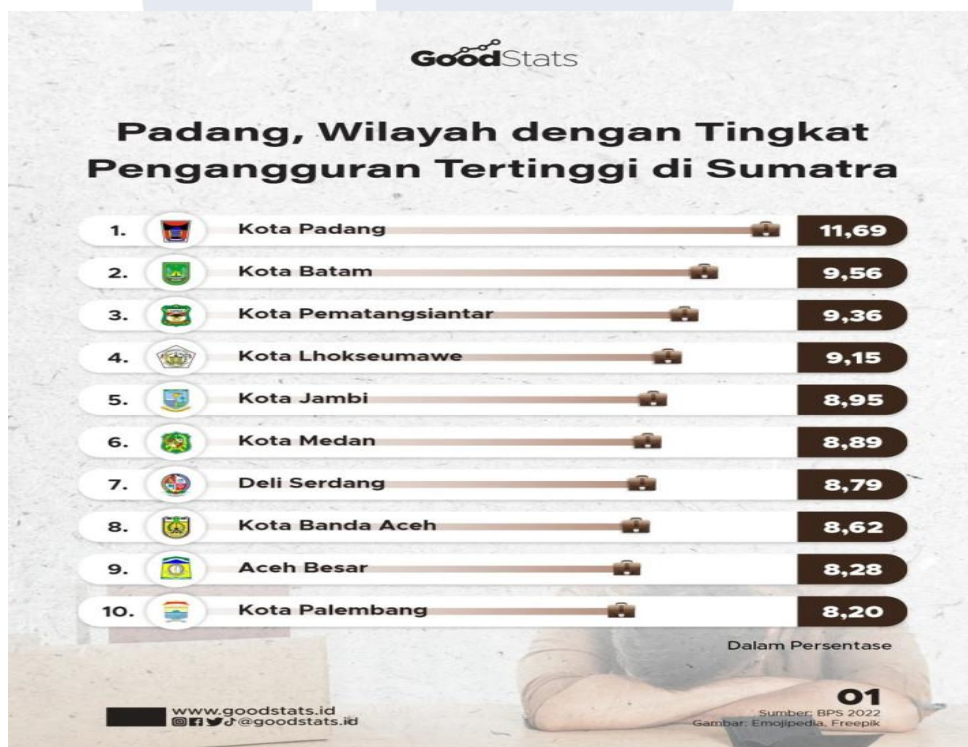 GoodStats
Padang, Wilayah dengan Tingkat
Pengangguran Tertinggi di Sumatra
1. Kota Padang 11,69
2. Kota Batam 9,56
3. Kota Pematangsiantar 9,36
4. Kota Lhokseumawe 9,15
5. Kota Jambi 8,95
6. Kota Medan 8,89
7. Deli Serdang 8,79
8. Kota Banda Aceh 8,62
9. Aceh Besar 8,28
10. Kota Palembang 8,20
Dalam Persentase
www.goodstats.id
@goodstats.id
01
Sumber: BPS 2022
Gambar: Emojipedia, Freepik